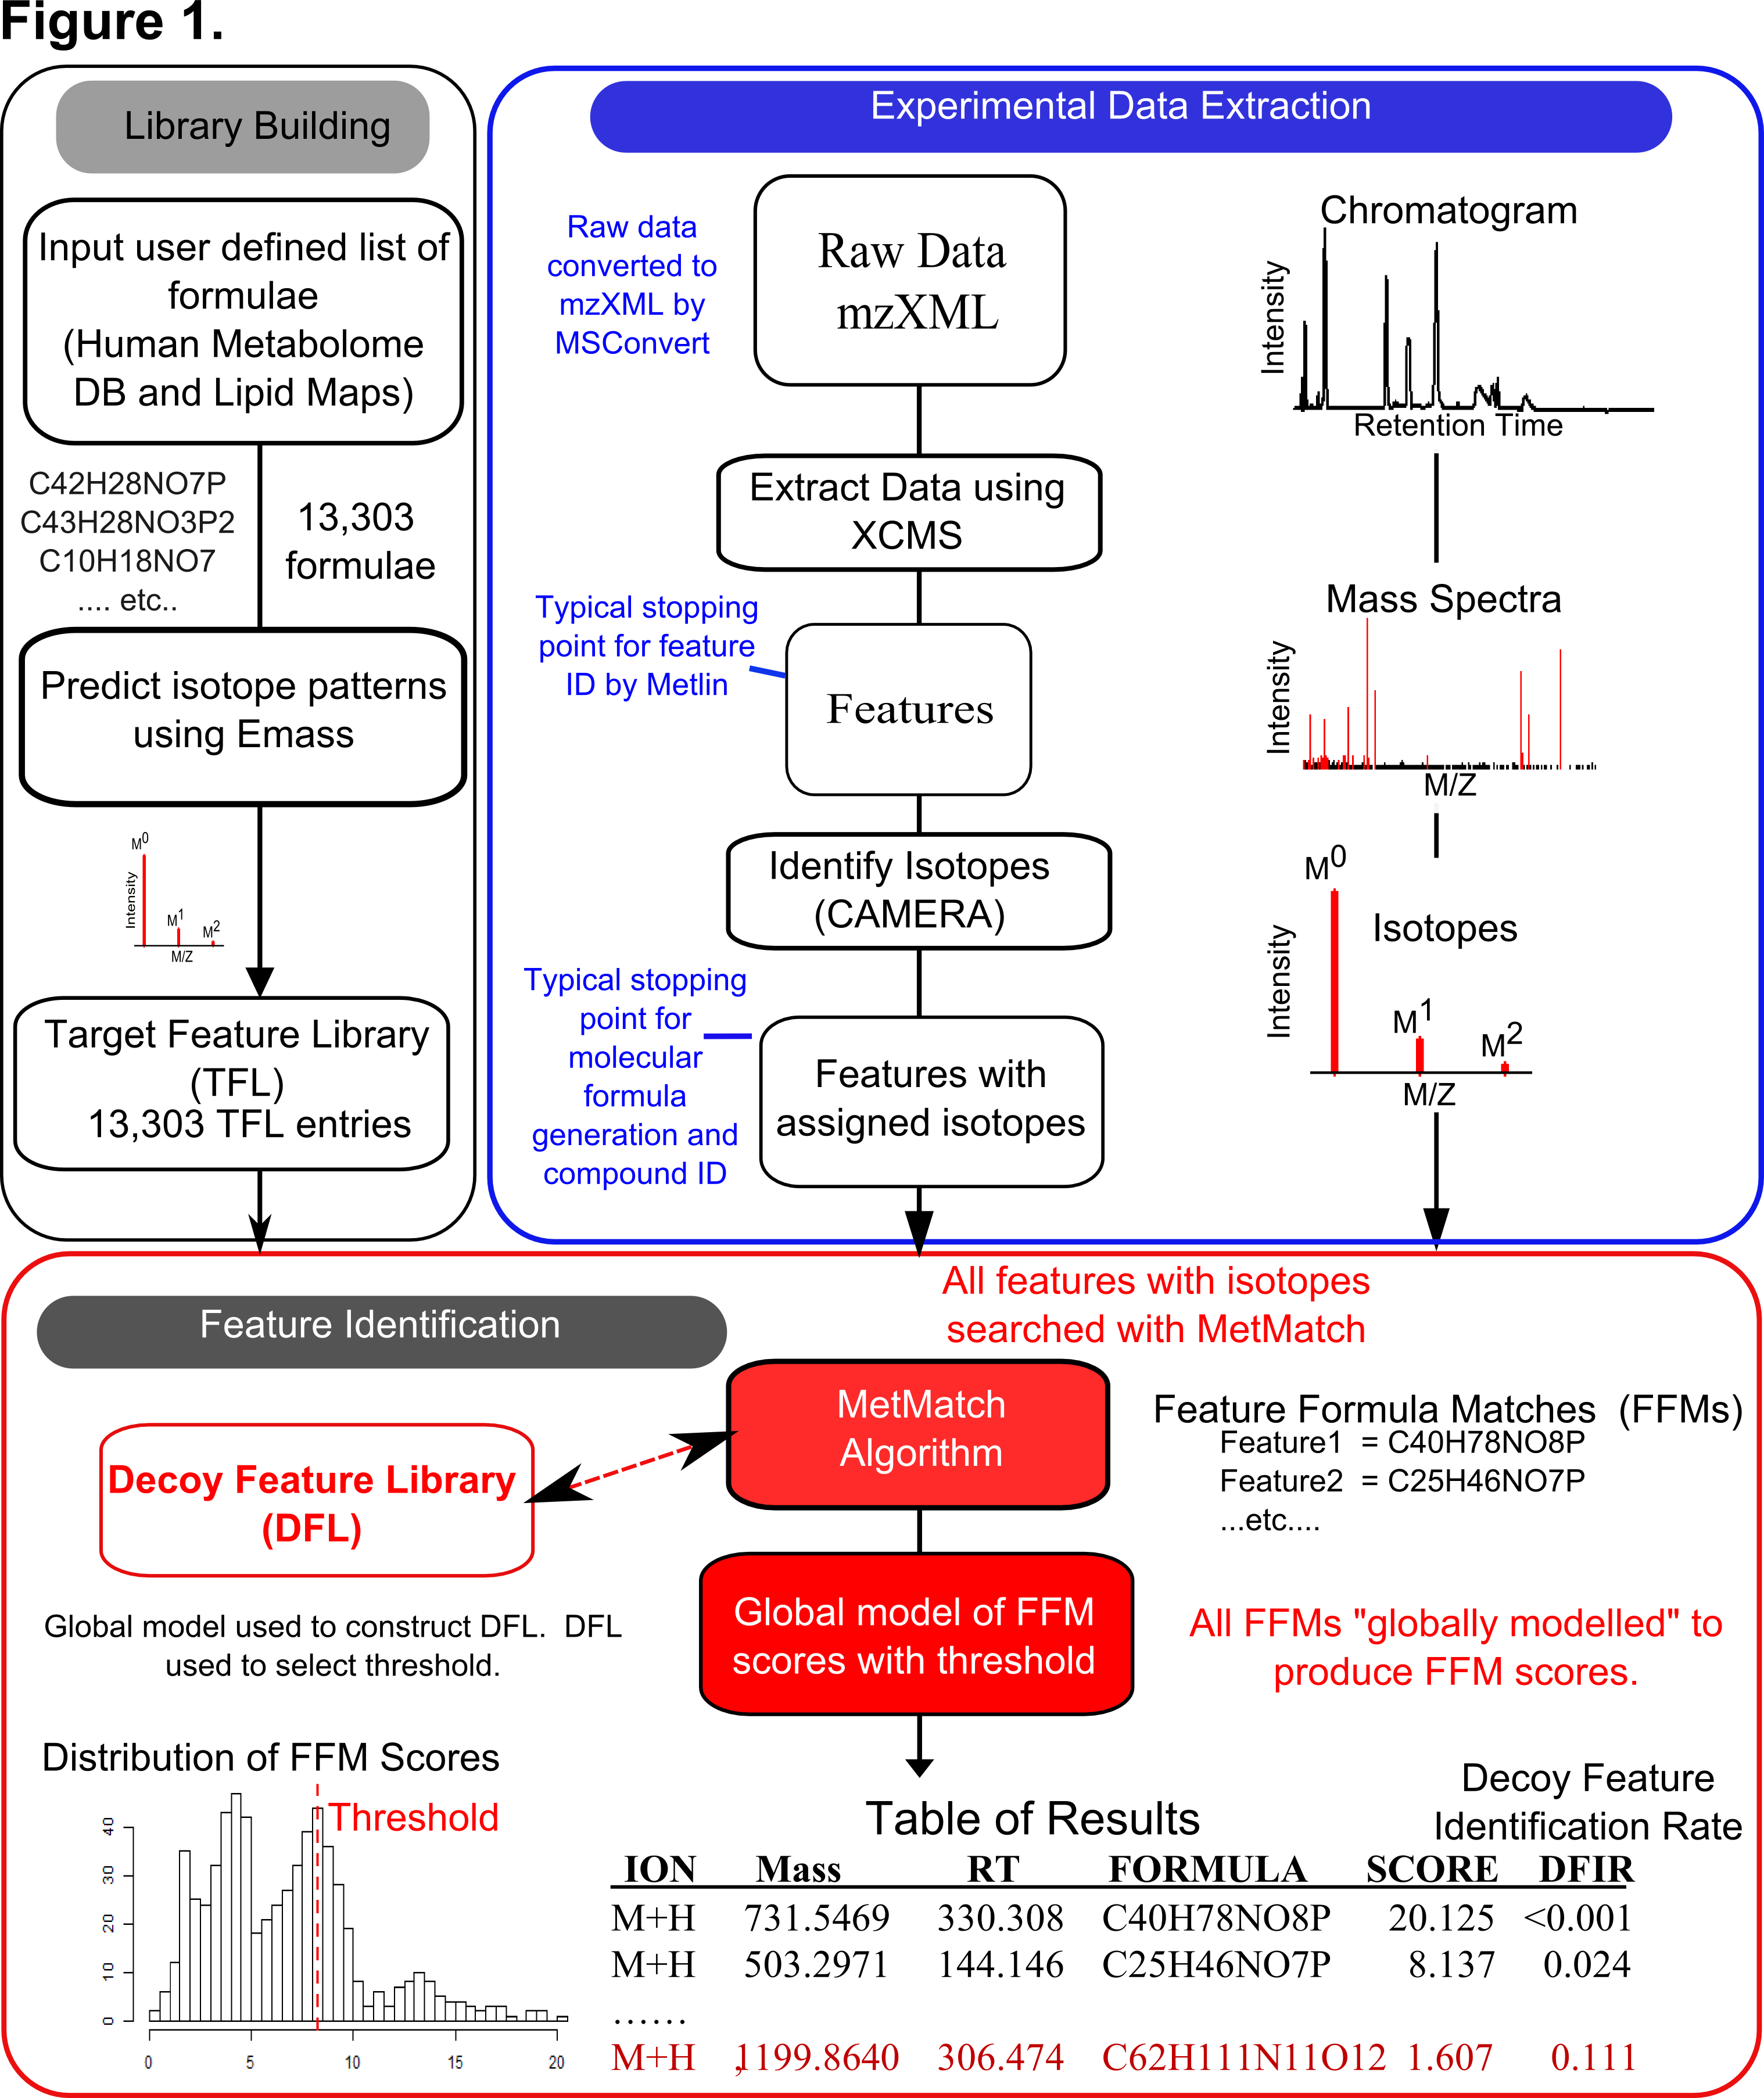 Figure 1.
Library Building
Input user defined list of
formulae
(Human Metabolome
DB and Lipid Maps)
C42H28NO7P
C43H28NO3P2
C10H18NO7
.... etc..
13,303
formulae
Predict isotope patterns
using Emass
M0
Intensity
M1
M2
M/Z
Target Feature Library
(TFL)
13,303 TFL entries
Experimental Data Extraction
Raw data
converted to
mzXML by
MSConvert
Raw Data
mzXML
Extract Data using
XCMS
Typical stopping
point for feature
ID by Metlin
Features
Identify Isotopes
(CAMERA)
Typical stopping
point for
molecular
formula
generation and
compound ID
Features with
assigned isotopes
Chromatogram
Intensity
Retention Time
Mass Spectra
Intensity
M/Z
M0
Isotopes
Intensity
M1
M2
M/Z
All features with isotopes
searched with MetMatch
Feature Identification
MetMatch
Algorithm
Feature Formula Matches (FFMs)
Feature1 = C40H78NO8P
Feature2 = C25H46NO7P
...etc....
Decoy Feature Library
(DFL)
Global model used to construct DFL. DFL
used to select threshold.
Global model of FFM
scores with threshold
All FFMs "globally modelled" to
produce FFM scores.
Distribution of FFM Scores
Threshold
40
30
20
10
0
0 5 10 15 20
Table of Results
Decoy Feature
Identification Rate
ION Mass RT FORMULA SCORE DFIR
M+H 731.5469 330.308 C40H78NO8P 20.125 <0.001
M+H 503.2971 144.146 C25H46NO7P 8.137 0.024
......
M+H ,1199.8640 306.474 C62H111N11O12 1.607 0.111